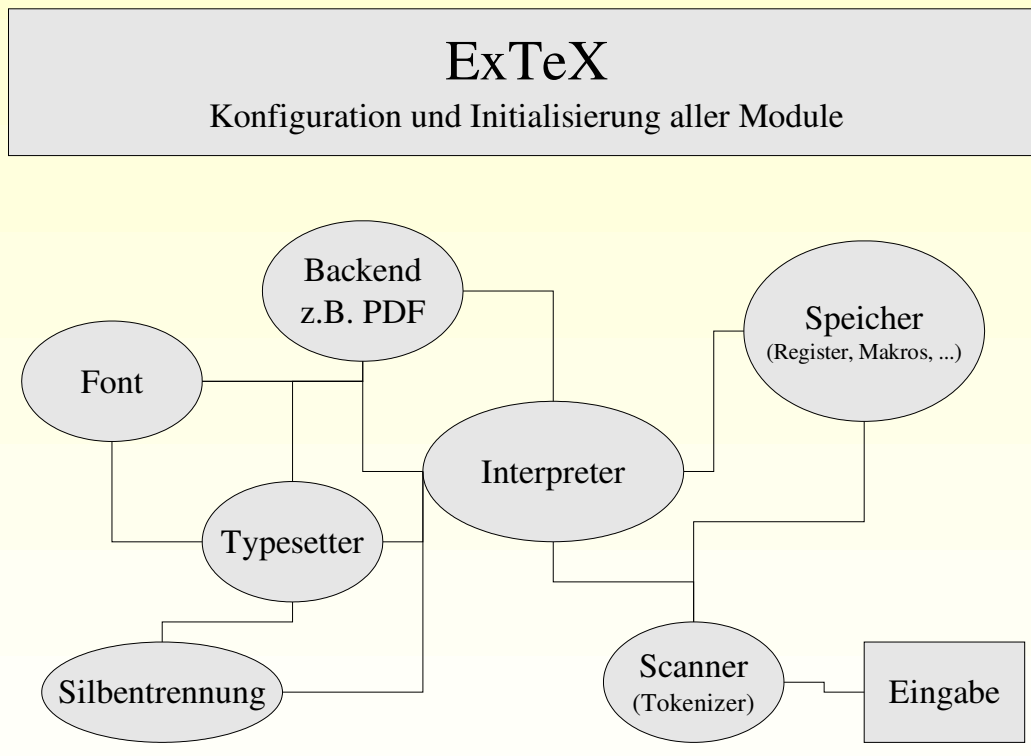 ExTeX
Konfiguration und Initialisierung aller Module
Backend
z.B. PDF
Speicher
(Register, Makros, ...)
Font
Interpreter
Typesetter
Scanner
(Tokenizer)
Silbentrennung
Eingabe